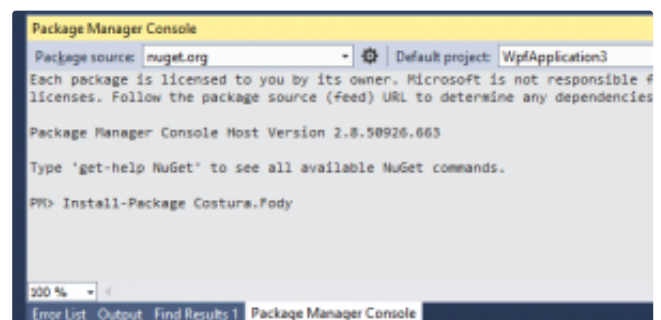 Package Manager Console
Package source: nuget.org Default project: WpfApplication3
Each package is licensed to you by its owner. Microsoft is not responsible f
licenses. Follow the package source (feed) URL to determine any dependencies
Package Manager Console Host Version 2.8.50926.663
Type 'get-help NuGet' to see all available NuGet commands.
PM> Install-Package Costura.Fody
100 %
Error List Output Find Results 1 Package Manager Console